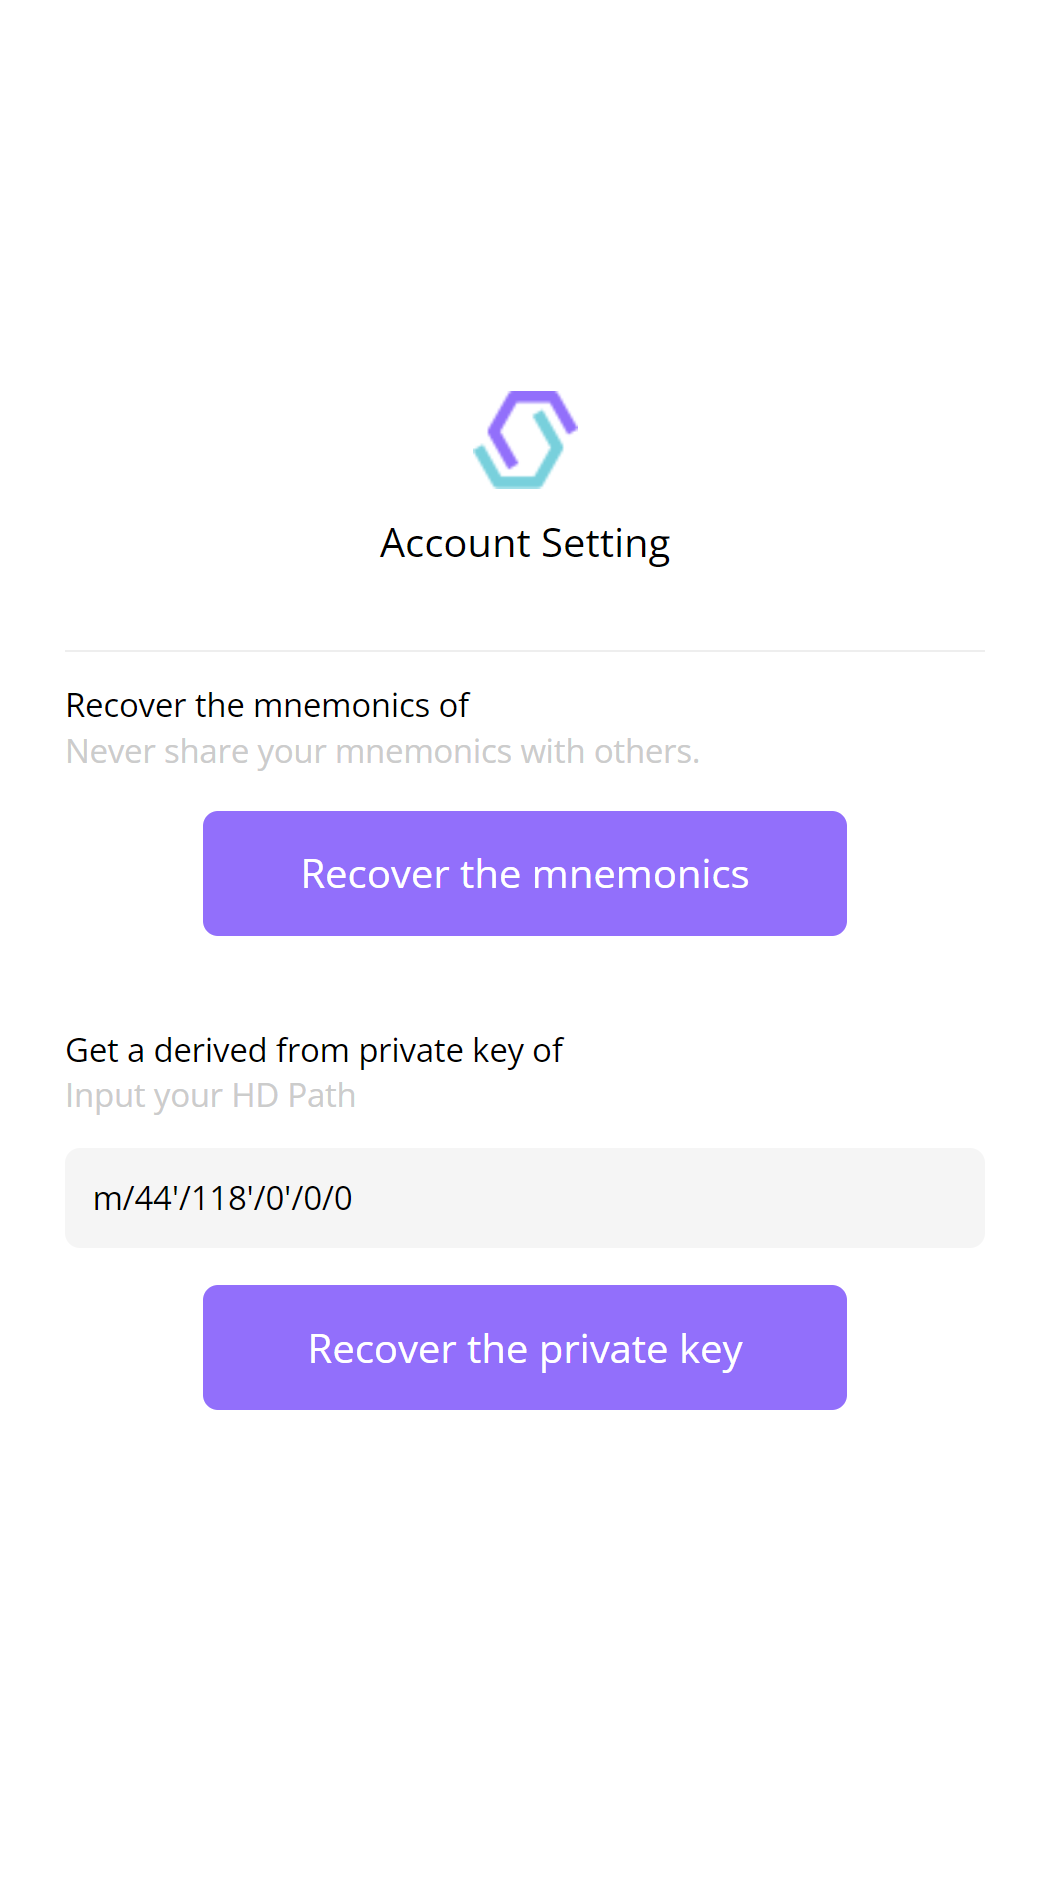 Account Setting
Recover the mnemonics of
Never share your mnemonics with others.
Recover the mnemonics
Get a derived from private key of
Input your HD Path
m/44'/118'/0'/0/0
Recover the private key